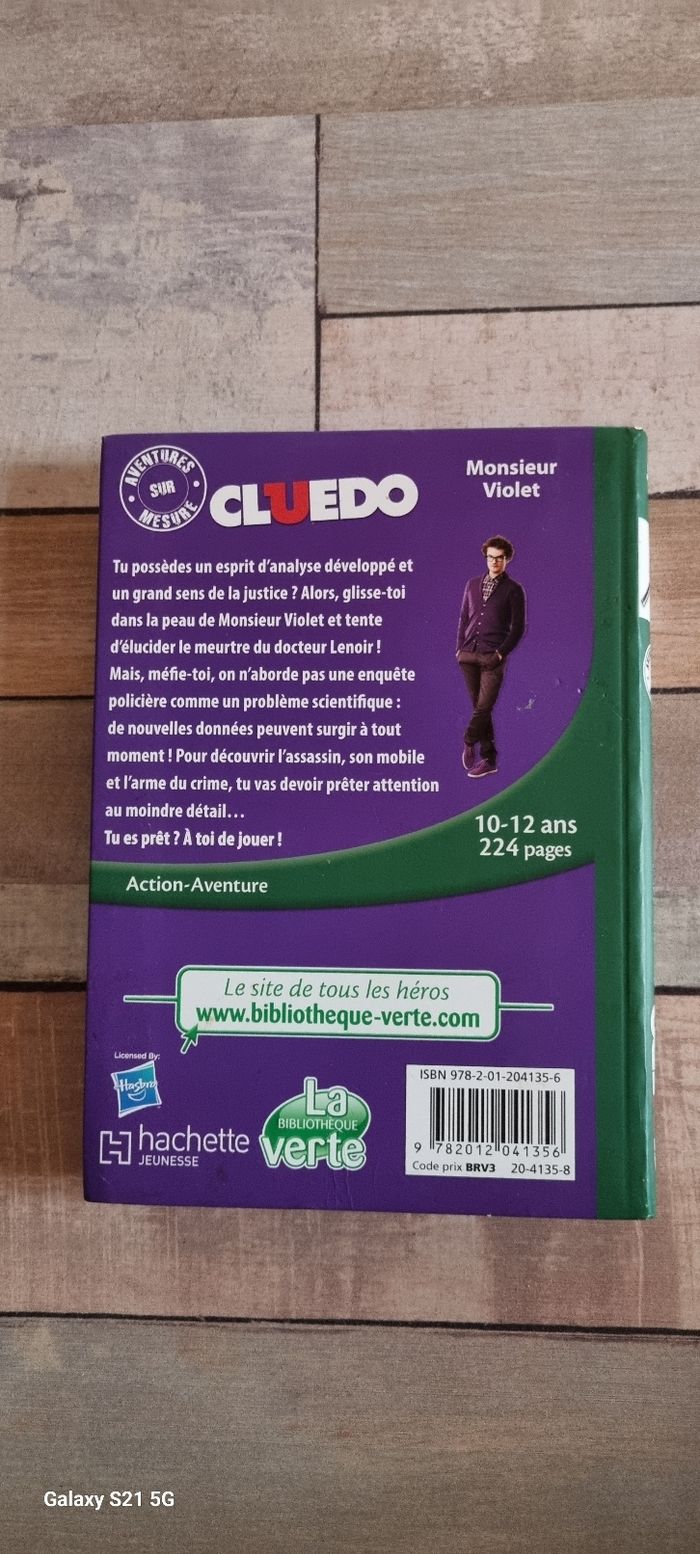 AVENTURES
SUR
MESURE
CLUEDO
Monsieur
Violet
Tu possèdes un esprit d'analyse développé et
un grand sens de la justice ? Alors, glisse-toi
dans la peau de Monsieur Violet et tente
d'élucider le meurtre du docteur Lenoir !
Mais, méfie-toi, on n'aborde pas une enquête
policière comme un problème scientifique :
de nouvelles données peuvent surgir à tout
moment ! Pour découvrir l'assassin, son mobile
et l'arme du crime, tu vas devoir prêter attention
au moindre détail...
Tu es prêt ? À toi de jouer !
10-12 ans
224 pages
Action-Aventure
Le site de tous les héros
www.bibliotheque-verte.com
Licensed By:
Hasbro
hachette
JEUNESSE
La
BIBLIOTHÈQUE
verte
ISBN 978-2-01-204135-6
9 782012 041356
Code prix BRV3 20-4135-8
Galaxy S21 5G